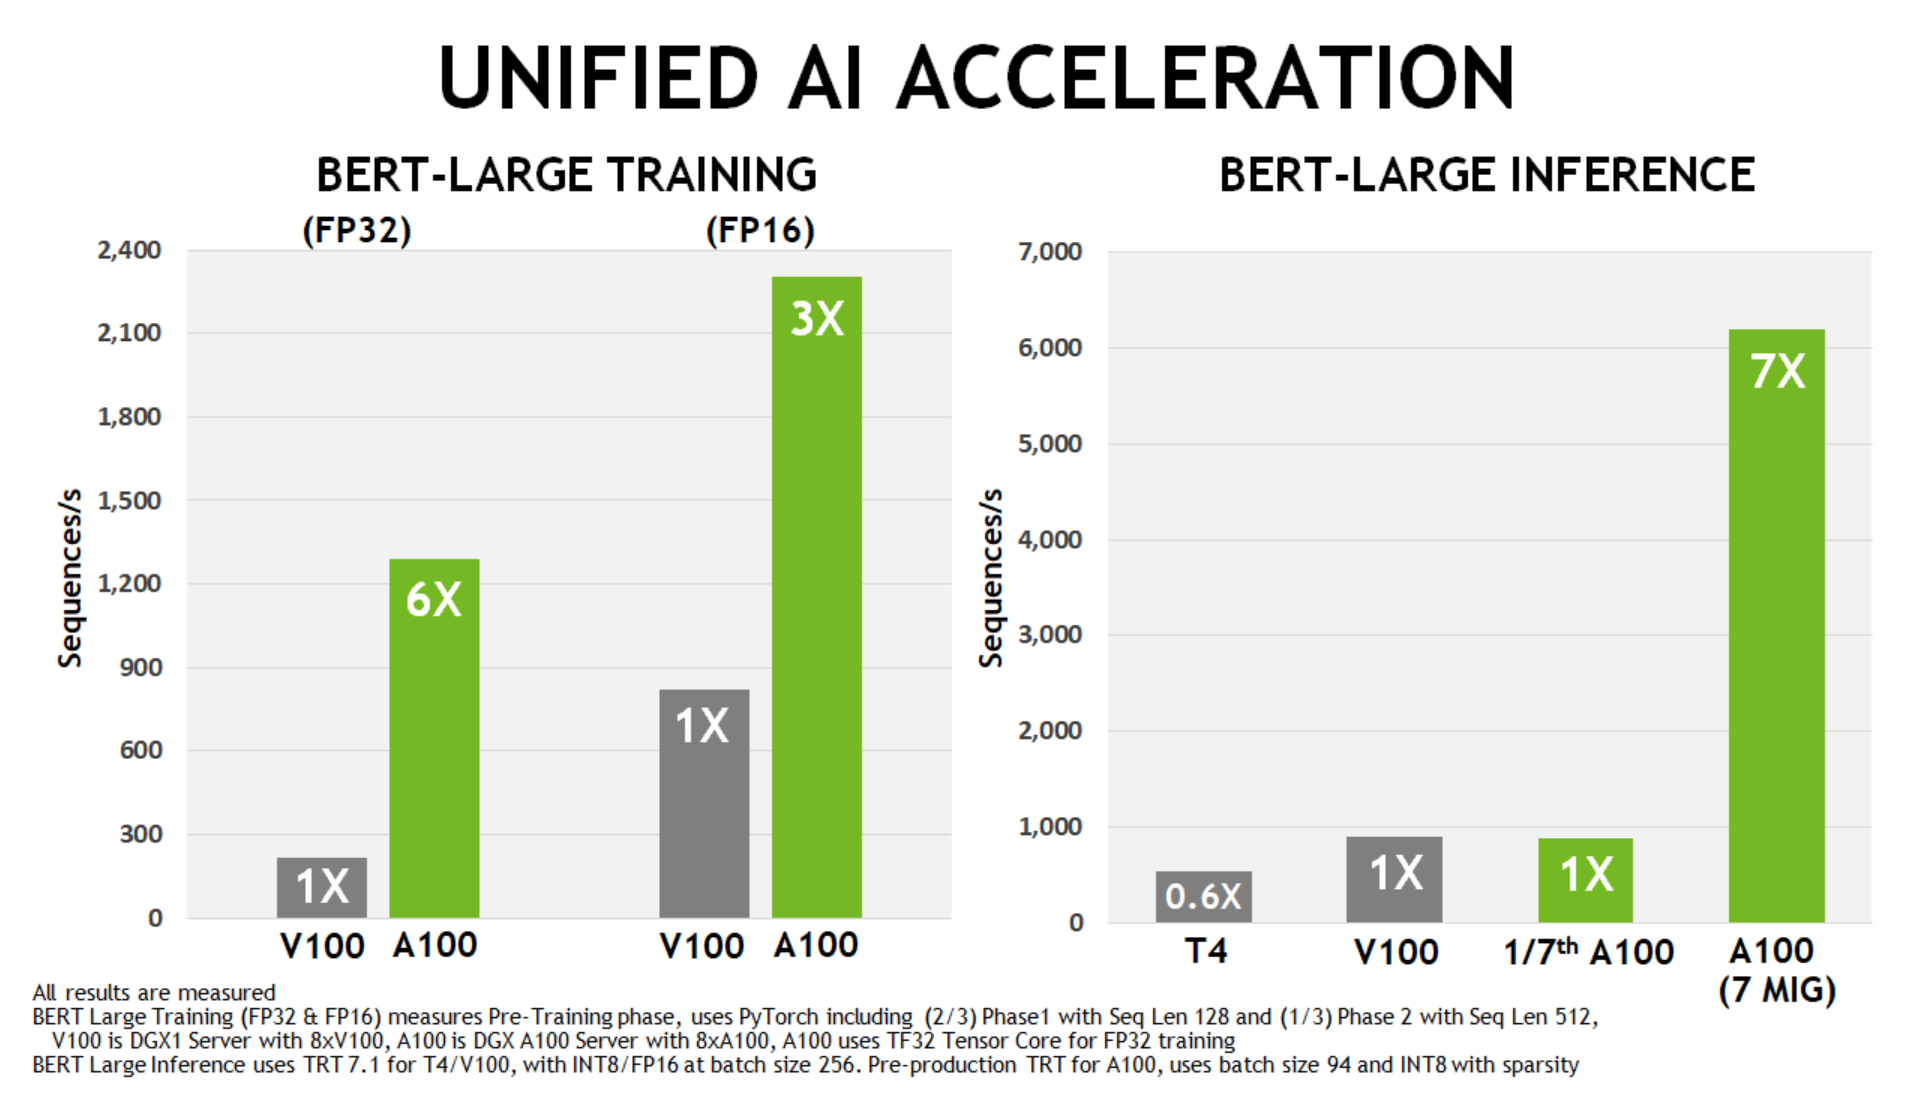 UNIFIED AI ACCELERATION
BERT-LARGE TRAINING
(FP32) (FP16)
2,400
2,100
1,800
1,500
1,200
900
600
300
0
Sequences/s
1X
6X
1X
3X
V100 A100 V100 A100
BERT-LARGE INFERENCE
7,000
6,000
5,000
4,000
3,000
2,000
1,000
0
Sequences/s
0.6X
1X
1X
7X
T4 V100 1/7th A100 A100
(7 MIG)
All results are measured
BERT Large Training (FP32 & FP16) measures Pre-Training phase, uses PyTorch including (2/3) Phase1 with Seq Len 128 and (1/3) Phase 2 with Seq Len 512,
V100 is DGX1 Server with 8xV100, A100 is DGX A100 Server with 8xA100, A100 uses TF32 Tensor Core for FP32 training
BERT Large Inference uses TRT 7.1 for T4/V100, with INT8/FP16 at batch size 256. Pre-production TRT for A100, uses batch size 94 and INT8 with sparsity